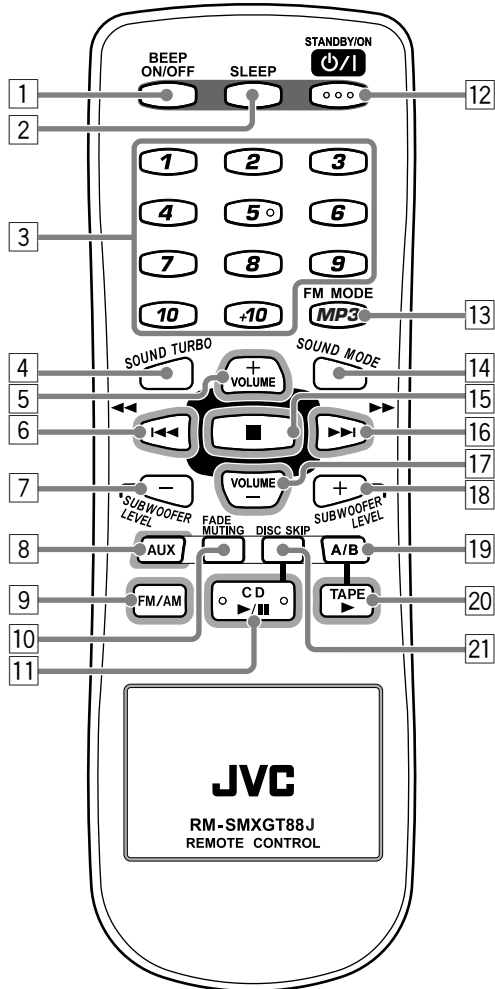 STANDBY/ON
BEEP
ON/OFF
SLEEP
⏻/I
1
2
12
1 2 3
4 5 6
3
7 8 9
FM MODE
10 +10 MP3
13
SOUND TURBO
SOUND MODE
4
14
+
VOLUME
5
15
◄◄ ►►
6
I◄◄ ■ ►►I
16
17
7
−
VOLUME
−
+
18
SUBWOOFER
LEVEL
SUBWOOFER
LEVEL
FADE
MUTING
DISC SKIP
8
AUX
A/B
19
9
FM/AM
CD
►/II
TAPE
►
20
10
21
11
JVC
RM-SMXGT88J
REMOTE CONTROL